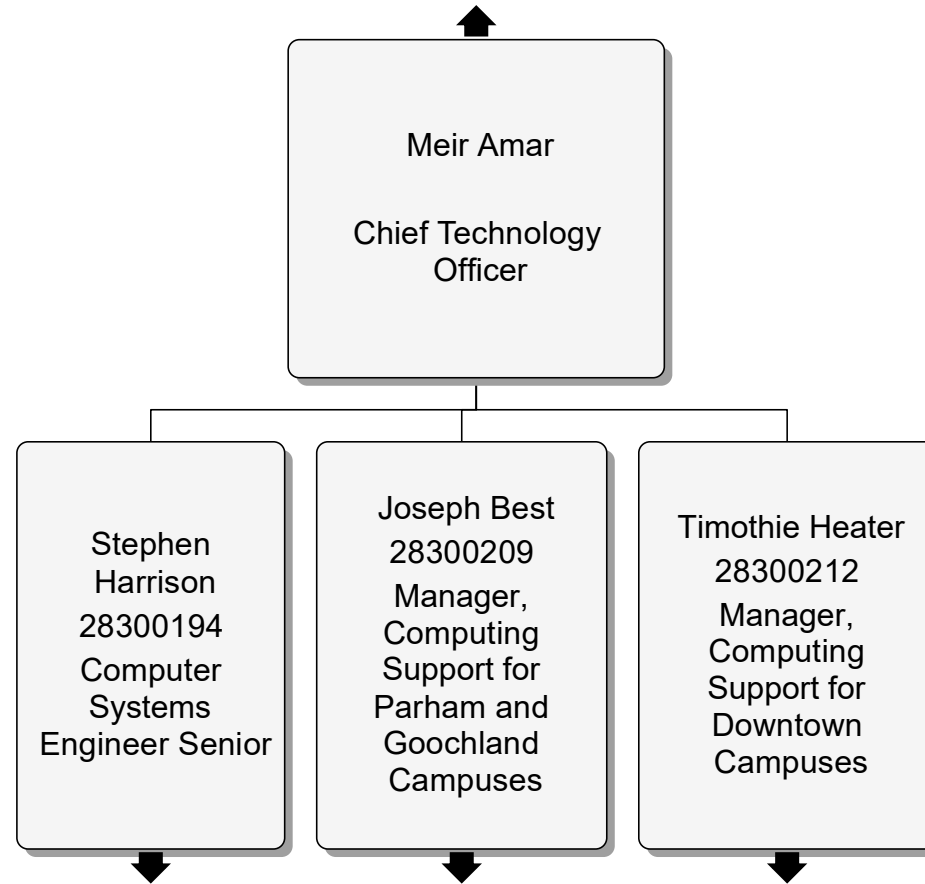 Meir Amar
Chief Technology
Officer
Stephen
Harrison
28300194
Computer
Systems
Engineer Senior
Joseph Best
28300209
Manager,
Computing
Support for
Parham and
Goochland
Campuses
Timothie Heater
28300212
Manager,
Computing
Support for
Downtown
Campuses